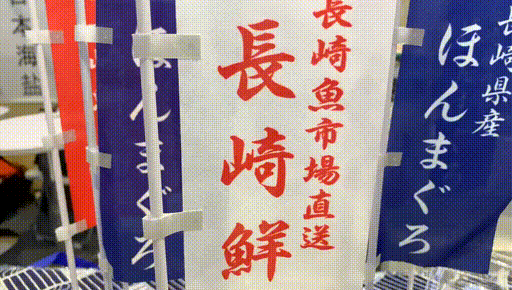 長崎魚市場直送
長崎鮮
長崎県産
ほんまぐろ
ほんまぐろ
日本海
塩